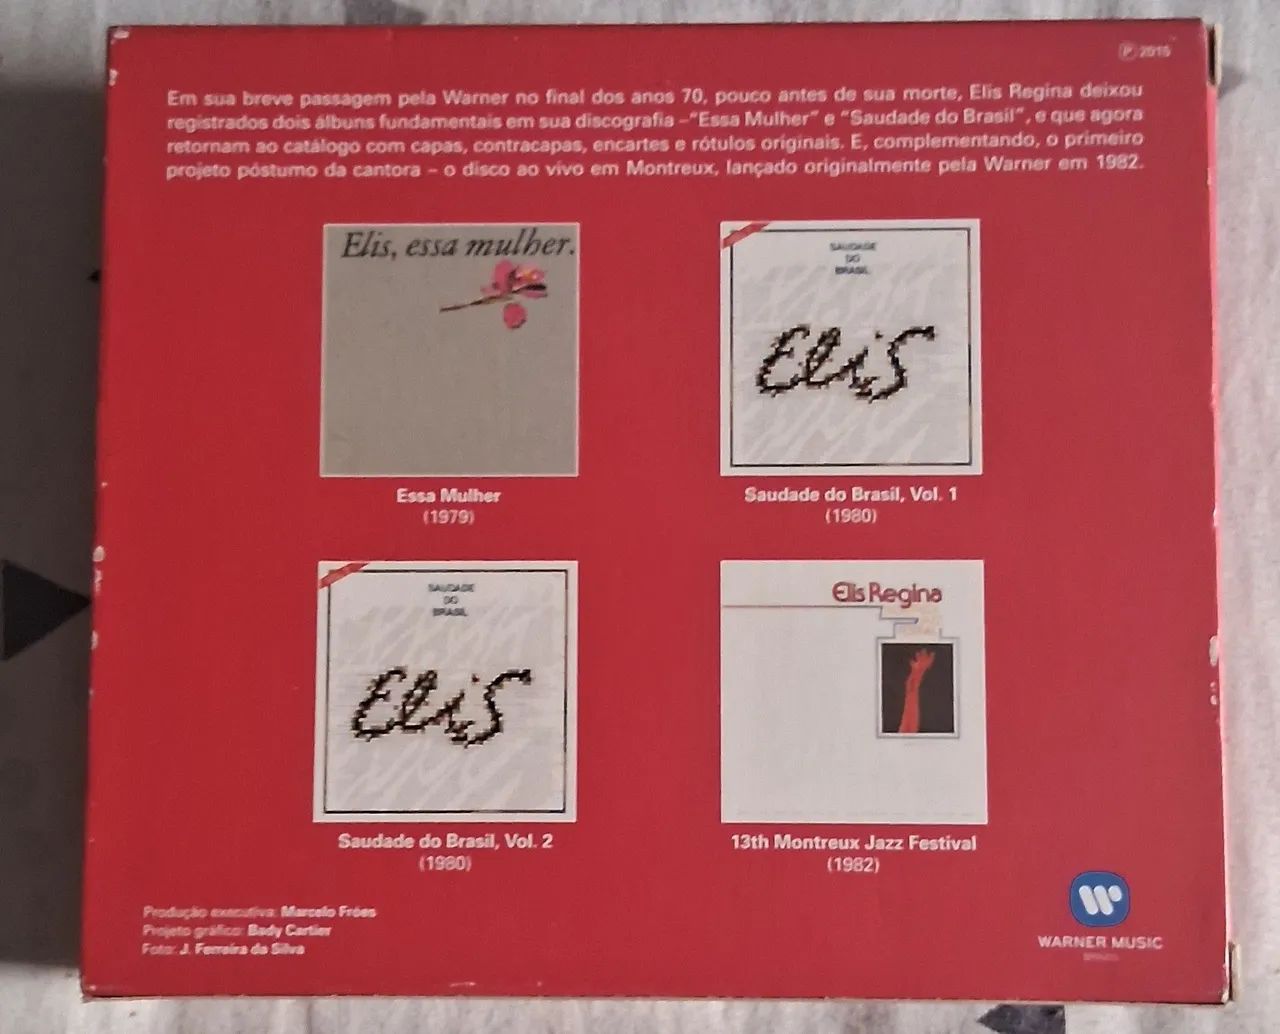 ℗ 2015
Em sua breve passagem pela Warner no final dos anos 70, pouco antes de sua morte, Elis Regina deixou
registrados dois álbuns fundamentais em sua discografia –"Essa Mulher" e "Saudade do Brasil", e que agora
retornam ao catálogo com capas, contracapas, encartes e rótulos originais. E, complementando, o primeiro
projeto póstumo da cantora – o disco ao vivo em Montreux, lançado originalmente pela Warner em 1982.
Elis, essa mulher.
Essa Mulher
(1979)
SAUDADE
DO
BRASIL
Elis
Saudade do Brasil, Vol. 1
(1980)
SAUDADE
DO
BRASIL
Elis
Saudade do Brasil, Vol. 2
(1980)
Elis Regina
13th Montreux Jazz Festival
(1982)
Produção executiva: Marcelo Fróes
Projeto gráfico: Bady Cartier
Foto: J. Ferreira da Silva
WARNER MUSIC
BRASIL